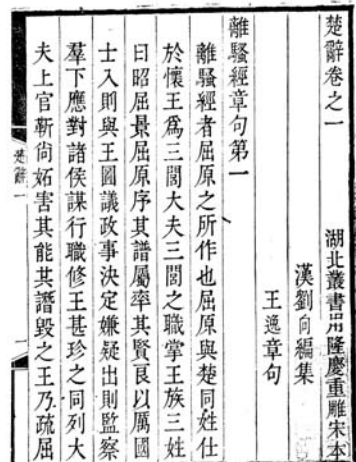 楚辭卷之一
湖北叢書用隆慶重雕宋本
漢劉向編集
王逸章句
離騷經章句第一
離騷經者屈原之所作也屈原與楚同姓仕
於懷王爲三閭大夫三閭之職掌王族三姓
曰昭屈景屈原序其譜屬率其賢良以厲國
士入則與王圖議政事決定嫌疑出則監察
羣下應對諸侯謀行職修王甚珍之同列大
夫上官靳尚妬害其能共譖毀之王乃疏屈
楚辭一
一